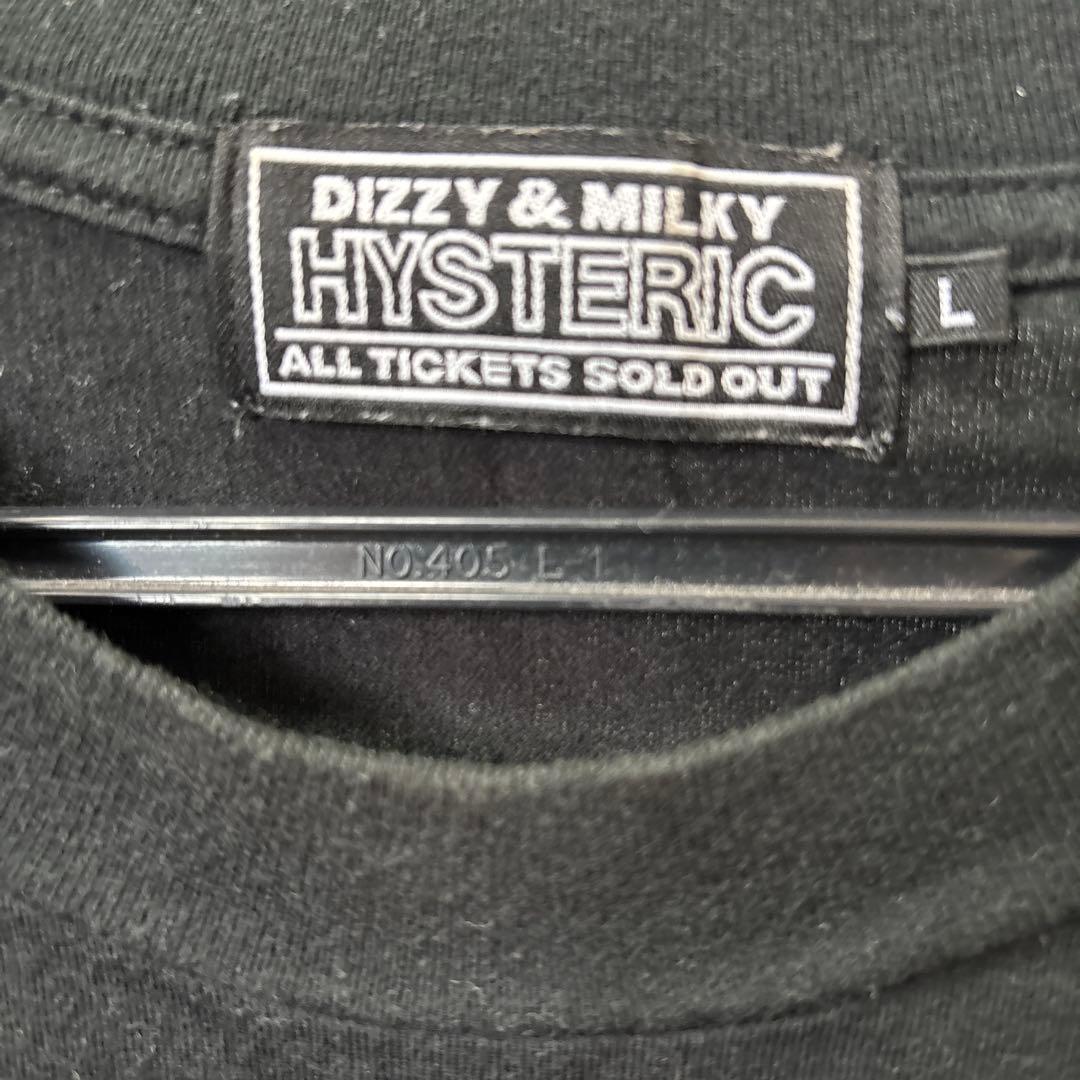 DIZZY & MILKY
HYSTERIC
ALL TICKETS SOLD OUT
L
NO.405 L-1